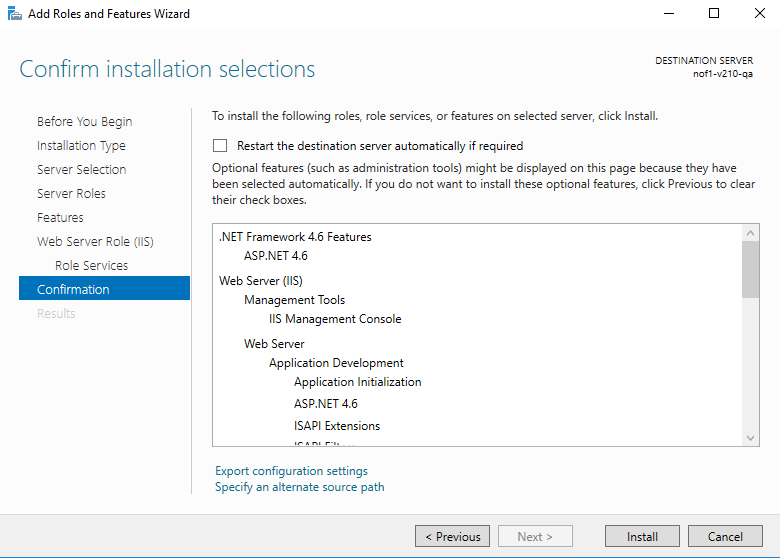 Add Roles and Features Wizard
Confirm installation selections
DESTINATION SERVER
nof1-v210-qa
Before You Begin
Installation Type
Server Selection
Server Roles
Features
Web Server Role (IIS)
Role Services
Confirmation
Results
To install the following roles, role services, or features on selected server, click Install.
Restart the destination server automatically if required
Optional features (such as administration tools) might be displayed on this page because they have
been selected automatically. If you do not want to install these optional features, click Previous to clear
their check boxes.
.NET Framework 4.6 Features
ASP.NET 4.6
Web Server (IIS)
Management Tools
IIS Management Console
Web Server
Application Development
Application Initialization
ASP.NET 4.6
ISAPI Extensions
ISAPI Filters
Export configuration settings
Specify an alternate source path
< Previous
Next >
Install
Cancel